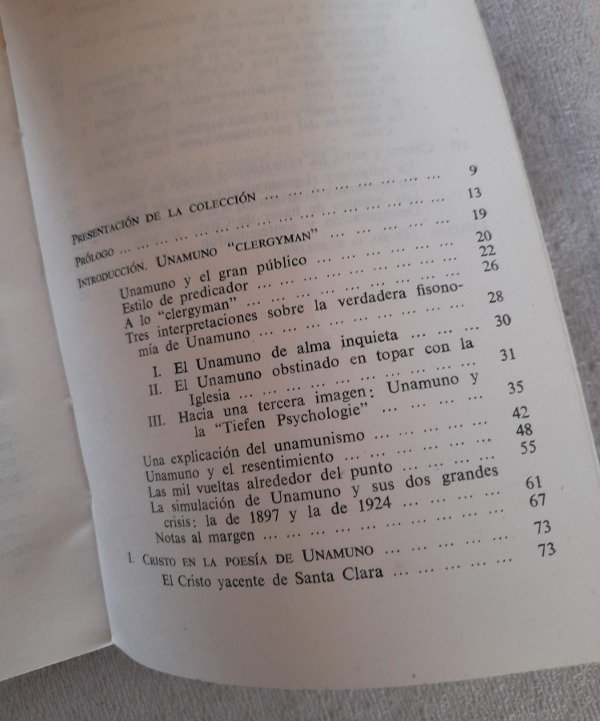 PRESENTACIÓN DE LA COLECCIÓN ... ... ... ... ... ... ... 9
PRÓLOGO ... ... ... ... ... ... ... ... ... ... ... ... 13
INTRODUCCIÓN. UNAMUNO "CLERGYMAN" ... ... ... ... ... 19
Unamuno y el gran público ... ... ... ... ... ... 20
Estilo de predicador ... ... ... ... ... ... ... 22
A lo "clergyman" ... ... ... ... ... ... ... ... 26
Tres interpretaciones sobre la verdadera fisono-
mía de Unamuno ... ... ... ... ... ... ... ... 28
I. El Unamuno de alma inquieta ... ... ... ... 30
II. El Unamuno obstinado en topar con la
Iglesia ... ... ... ... ... ... ... ... 31
III. Hacia una tercera imagen: Unamuno y
la "Tiefen Psychologie" ... ... ... ... 35
Una explicación del unamunismo ... ... ... ... ... 42
Unamuno y el resentimiento ... ... ... ... ... ... 48
Las mil vueltas alrededor del punto ... ... ... ... 55
La simulación de Unamuno y sus dos grandes
crisis: la de 1897 y la de 1924 ... ... ... ... 61
Notas al margen ... ... ... ... ... ... ... ... 67
I. CRISTO EN LA POESÍA DE UNAMUNO ... ... ... ... ... 73
El Cristo yacente de Santa Clara ... ... ... ... 73